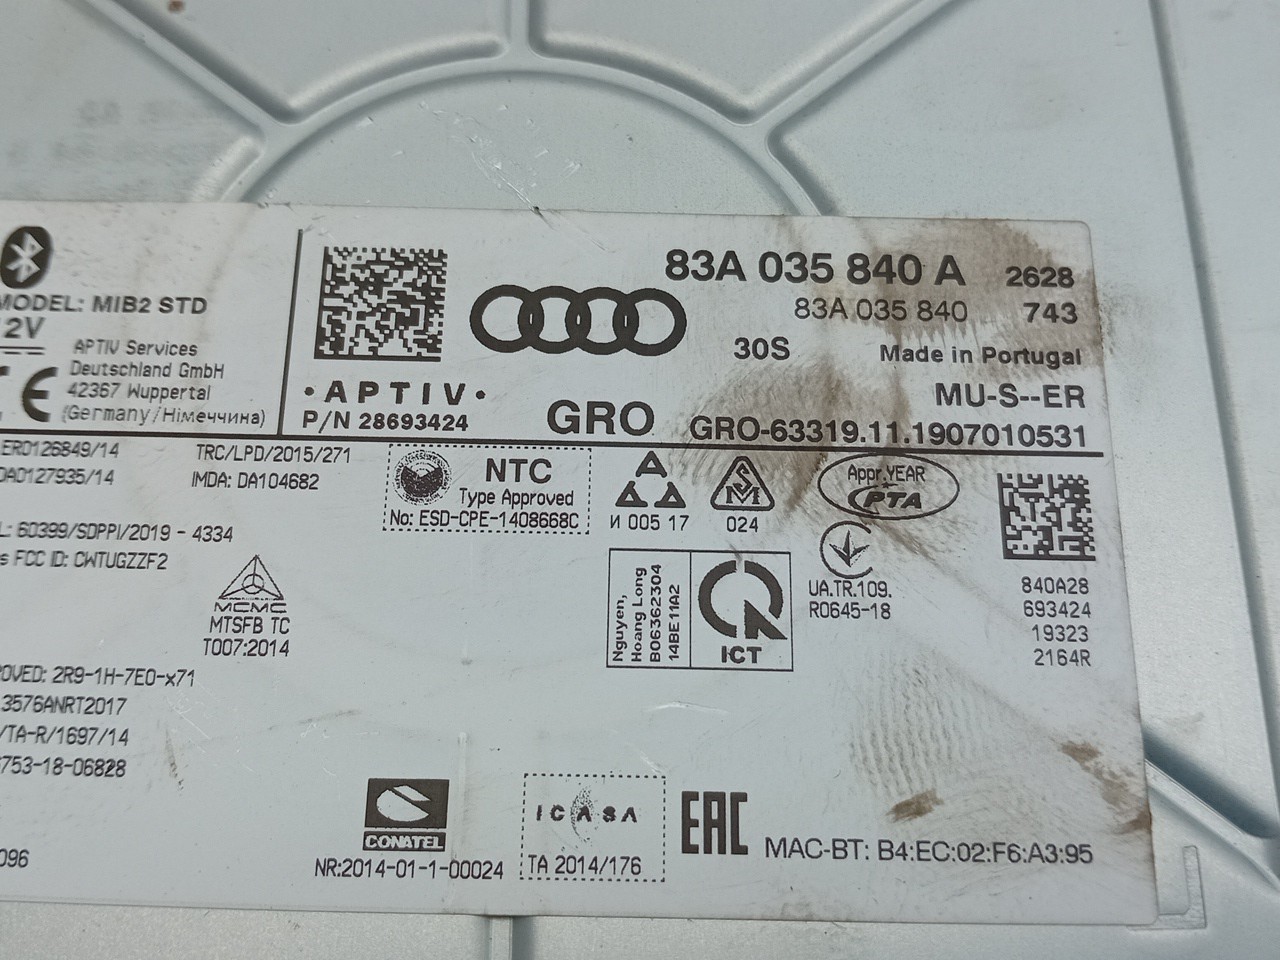 MODEL: MIB2 STD
12V
APTIV Services
Deutschland GmbH
42367 Wuppertal
(Germany/Німеччина)
CE
· A P T I V ·
P/N 28693424
83A 035 840 A
2628
83A 035 840
743
30S
Made in Portugal
MU-S--ER
GRO
GRO-63319.11.1907010531
ER0126849/14
DA0127935/14
TRC/LPD/2015/271
IMDA: DA104682
60399/SDPPI/2019 - 4334
FCC ID: CWTUGZZF2
MCMC
MTSFB TC
T007:2014
2R9-1H-7E0-x71
3576ANRT2017
/TA-R/1697/14
753-18-06828
096
NTC
Type Approved
No: ESD-CPE-1408668C
И 005 17
024
Appr.YEAR
PTA
UA.TR.109.
R0645-18
Nguyen,
Hoang Long
B06362304
14BE11A2
ICT
840A28
693424
19323
2164R
CONATEL
NR:2014-01-1-00024
I C A S A
TA 2014/176
EAC
MAC-BT: B4:EC:02:F6:A3:95